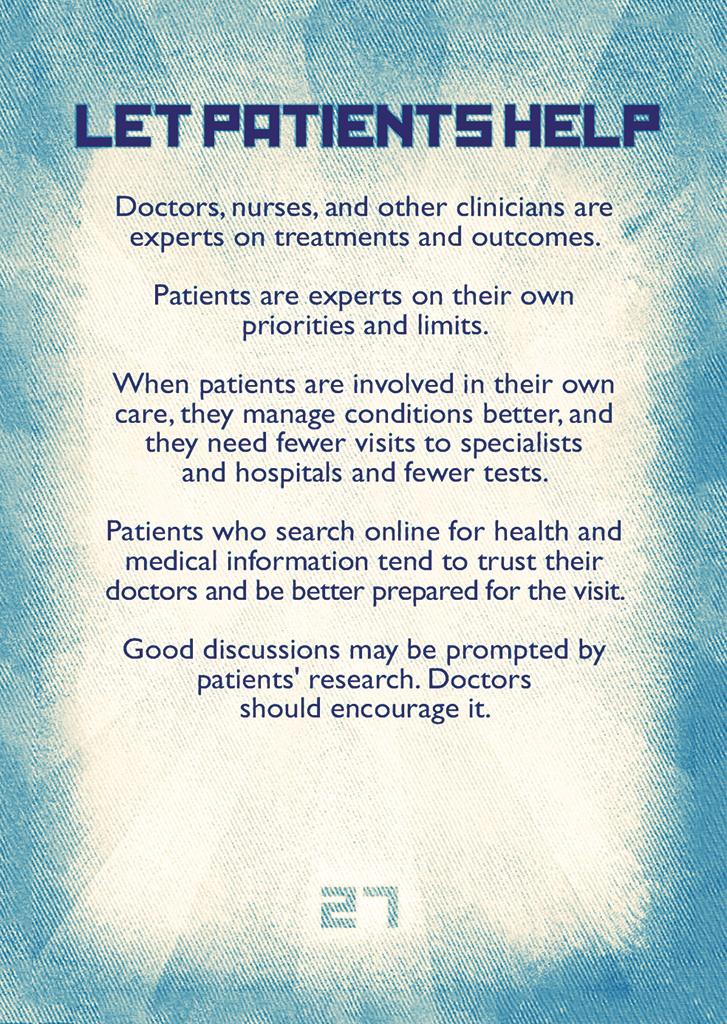 LET PATIENTS HELP
Doctors, nurses, and other clinicians are
experts on treatments and outcomes.
Patients are experts on their own
priorities and limits.
When patients are involved in their own
care, they manage conditions better, and
they need fewer visits to specialists
and hospitals and fewer tests.
Patients who search online for health and
medical information tend to trust their
doctors and be better prepared for the visit.
Good discussions may be prompted by
patients' research. Doctors
should encourage it.
27